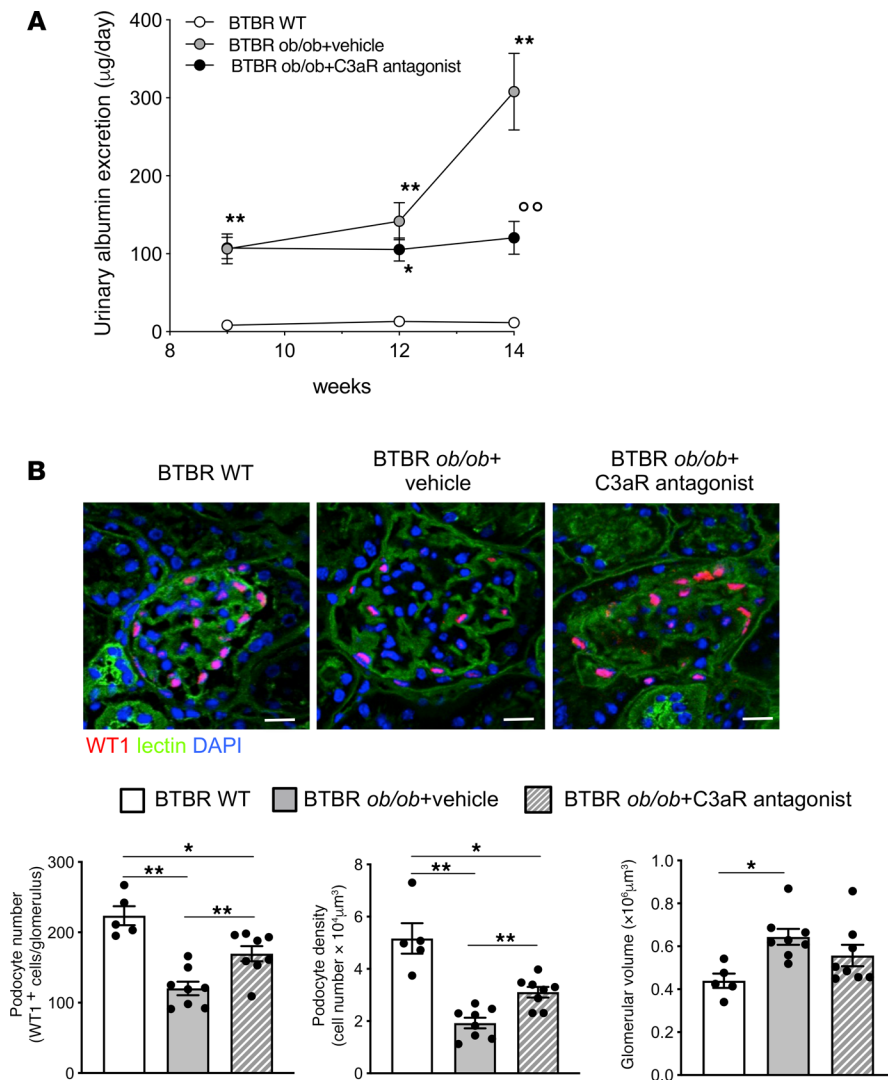 A
BTBR WT
BTBR ob/ob+vehicle
BTBR ob/ob+C3aR antagonist
Urinary albumin excretion (μg/day)
400
300
200
100
0
**
**
**
*
°°
8
10
12
14
weeks
B
BTBR WT
BTBR ob/ob+
vehicle
BTBR ob/ob+
C3aR antagonist
WT1 lectin DAPI
BTBR WT
BTBR ob/ob+vehicle
BTBR ob/ob+C3aR antagonist
Podocyte number
(WT1+ cells/glomerulus)
300
200
100
0
*
**
**
Podocyte density
(cell number × 10⁴μm³)
8
6
4
2
0
*
**
**
Glomerular volume (×10⁶μm³)
1.0
0.8
0.6
0.4
0.2
0.0
*